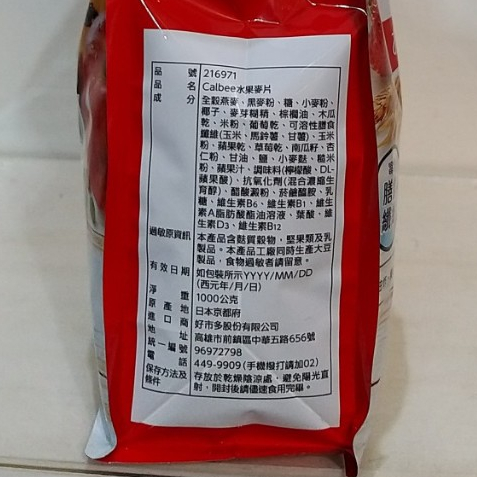 品號 216971
品名 Calbee水果麥片
成分 全穀燕麥、黑麥粉、糖、小麥粉、
椰子、麥芽糊精、棕櫚油、木瓜
乾、米粉、葡萄乾、可溶性膳食
纖維(玉米、馬鈴薯、甘薯)、玉米
粉、蘋果乾、草莓乾、南瓜籽、杏
仁粉、甘油、鹽、小麥麩、糙米
粉、蘋果汁、調味料(檸檬酸、DL-
蘋果酸)、抗氧化劑(混合濃縮生
育醇)、醋酸澱粉、菸鹼醯胺、乳
糖、維生素B6、維生素B1、維生
素A脂肪酸酯油溶液、葉酸、維
生素D3、維生素B12
過敏原資訊 本產品含麩質穀物，堅果類及乳
製品。本產品工廠同時生產大豆
製品，食物過敏者請留意。
有效日期 如包裝所示YYYY/MM/DD
(西元年/月/日)
淨重 1000公克
原產地 日本京都府
進口商 好市多股份有限公司
地址 高雄市前鎮區中華五路656號
統一編號 96972798
電話 449-9909(手機撥打請加02)
保存方法及條件 存放於乾燥陰涼處，避免陽光直
射，開封後請儘速食用完畢。
膳